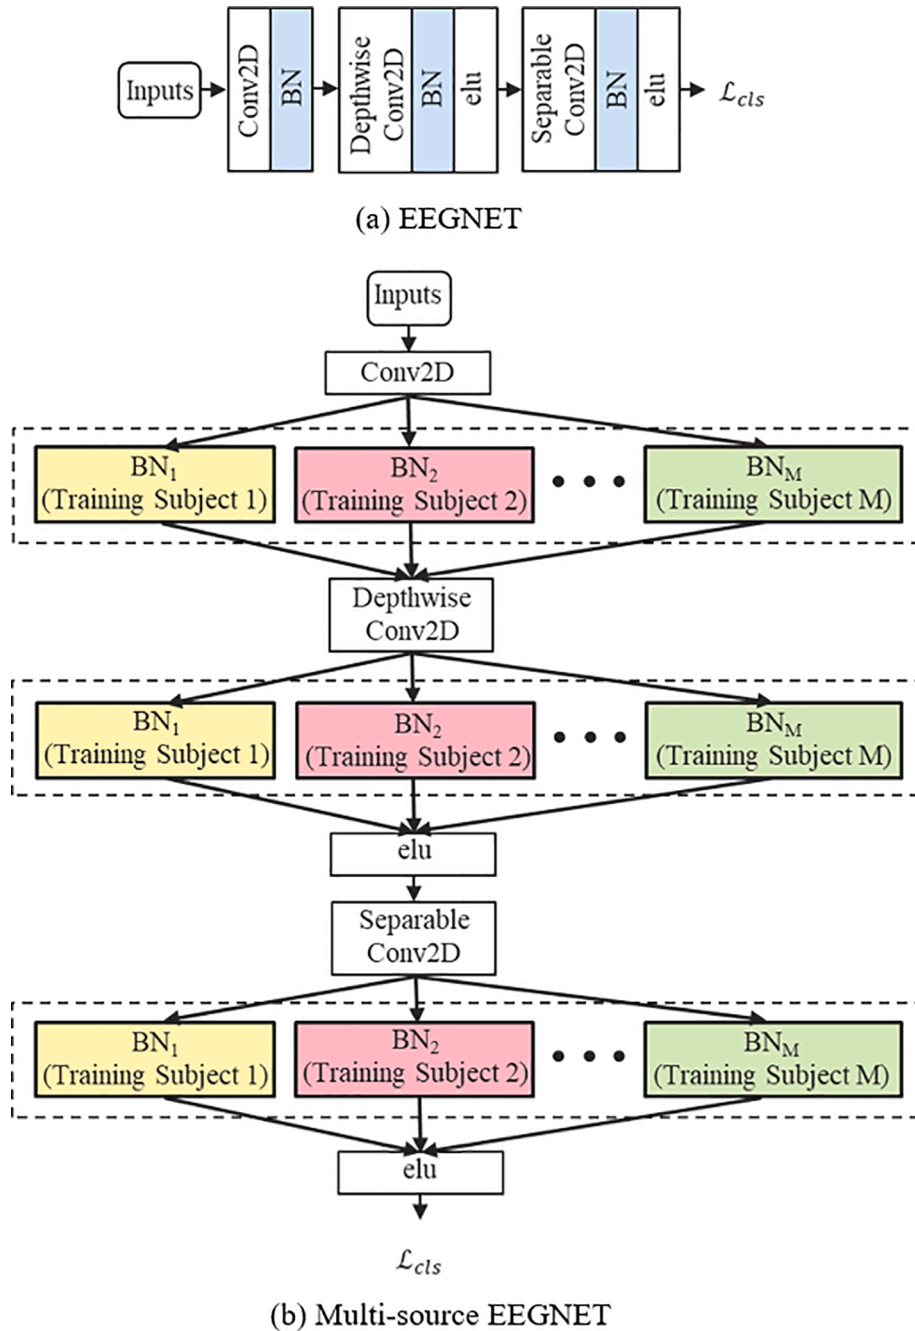 Inputs
Conv2D
BN
Depthwise
Conv2D
BN
elu
Separable
Conv2D
BN
elu
ℒcls
(a) EEGNET
Inputs
Conv2D
BN1
(Training Subject 1)
BN2
(Training Subject 2)
BNM
(Training Subject M)
Depthwise
Conv2D
BN1
(Training Subject 1)
BN2
(Training Subject 2)
BNM
(Training Subject M)
elu
Separable
Conv2D
BN1
(Training Subject 1)
BN2
(Training Subject 2)
BNM
(Training Subject M)
elu
ℒcls
(b) Multi-source EEGNET